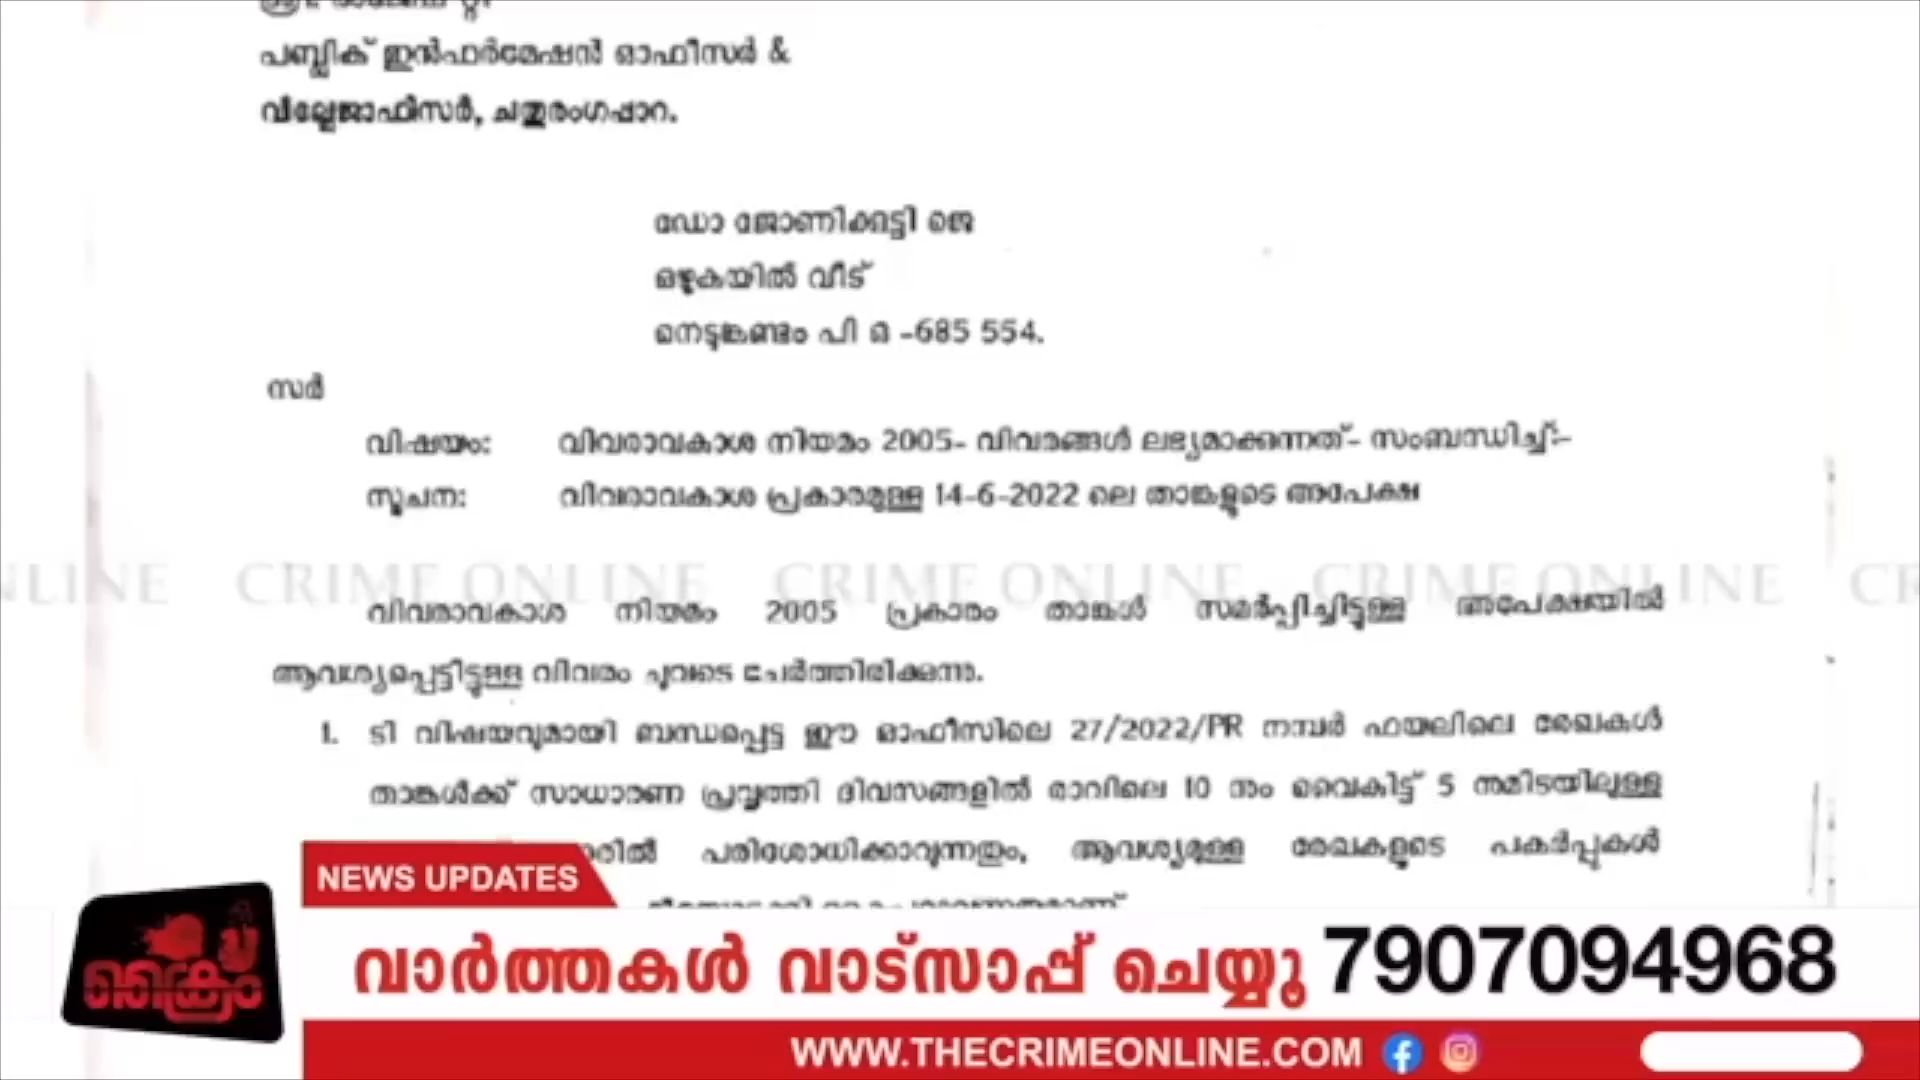 പബ്ലിക് ഇൻഫർമേഷൻ ഓഫീസർ &
വില്ലേജാഫീസർ, ചതുരംഗപ്പാറ.
ഡോ ജോണിക്കുട്ടി ജെ
ഒഴുകയിൽ വീട്
നെടുങ്കണ്ടം പി ഒ -685 554.
സർ
വിഷയം: വിവരാവകാശ നിയമം 2005- വിവരങ്ങൾ ലഭ്യമാക്കുന്നത്- സംബന്ധിച്ച്:-
സൂചന: വിവരാവകാശ പ്രകാരമുള്ള 14-6-2022 ലെ താങ്കളുടെ അപേക്ഷ
NLINE CRIME ONLINE CRIME ONLINE CRIME ONLINE CR
വിവരാവകാശ നിയമം 2005 പ്രകാരം താങ്കൾ സമർപ്പിച്ചിട്ടുള്ള അപേക്ഷയിൽ
ആവശ്യപ്പെട്ടിട്ടുള്ള വിവരം ചുവടെ ചേർത്തിരിക്കുന്നു.
1. ടി വിഷയവുമായി ബന്ധപ്പെട്ട ഈ ഓഫീസിലെ 27/2022/PR നമ്പർ ഫയലിലെ രേഖകൾ
താങ്കൾക്ക് സാധാരണ പ്രവൃത്തി ദിവസങ്ങളിൽ രാവിലെ 10 നും വൈകിട്ട് 5 നുമിടയിലുള്ള
പരിശോധിക്കാവുന്നതും, ആവശ്യമുള്ള രേഖകളുടെ പകർപ്പുകൾ
NEWS UPDATES
പ്ലസ്
ക്രൈം
വാർത്തകൾ വാട്സാപ്പ് ചെയ്യൂ 7907094968
WWW.THECRIMEONLINE.COM